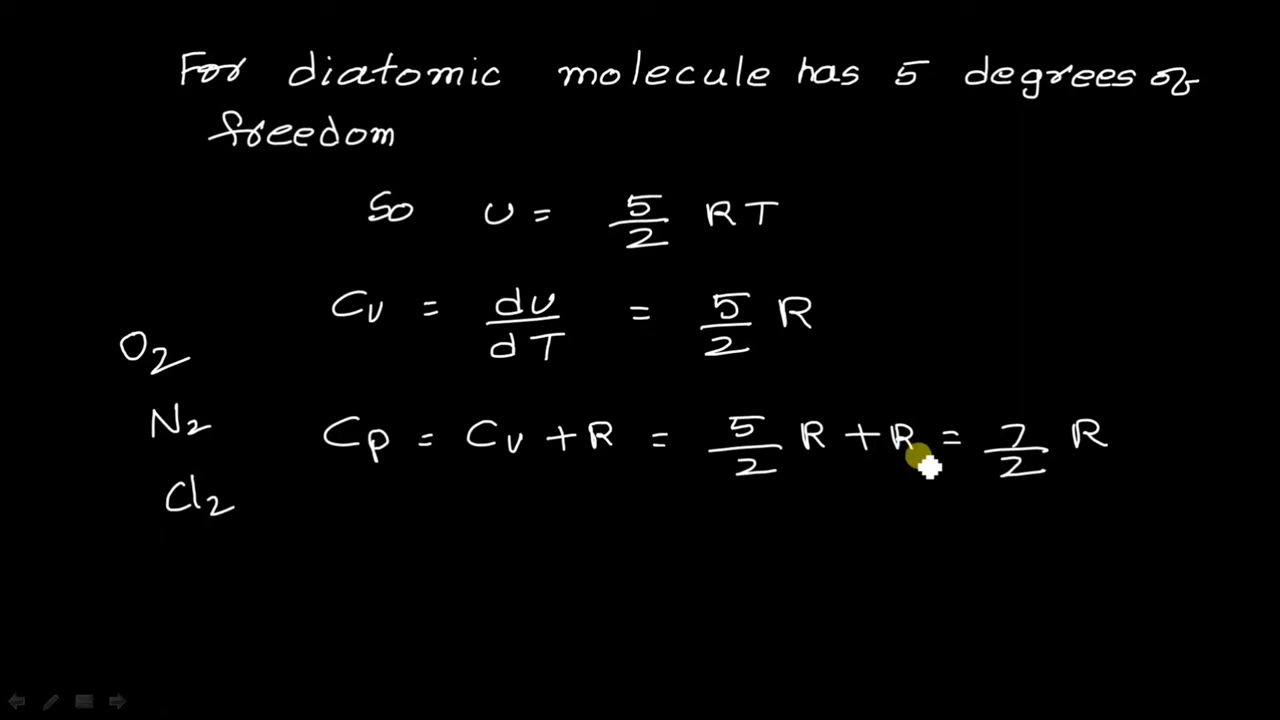 For diatomic molecule has 5 degrees of
freedom
So U = 5/2 RT
Cv = dU/dT = 5/2 R
O2
N2 Cp = Cv + R = 5/2 R + R = 7/2 R
Cl2